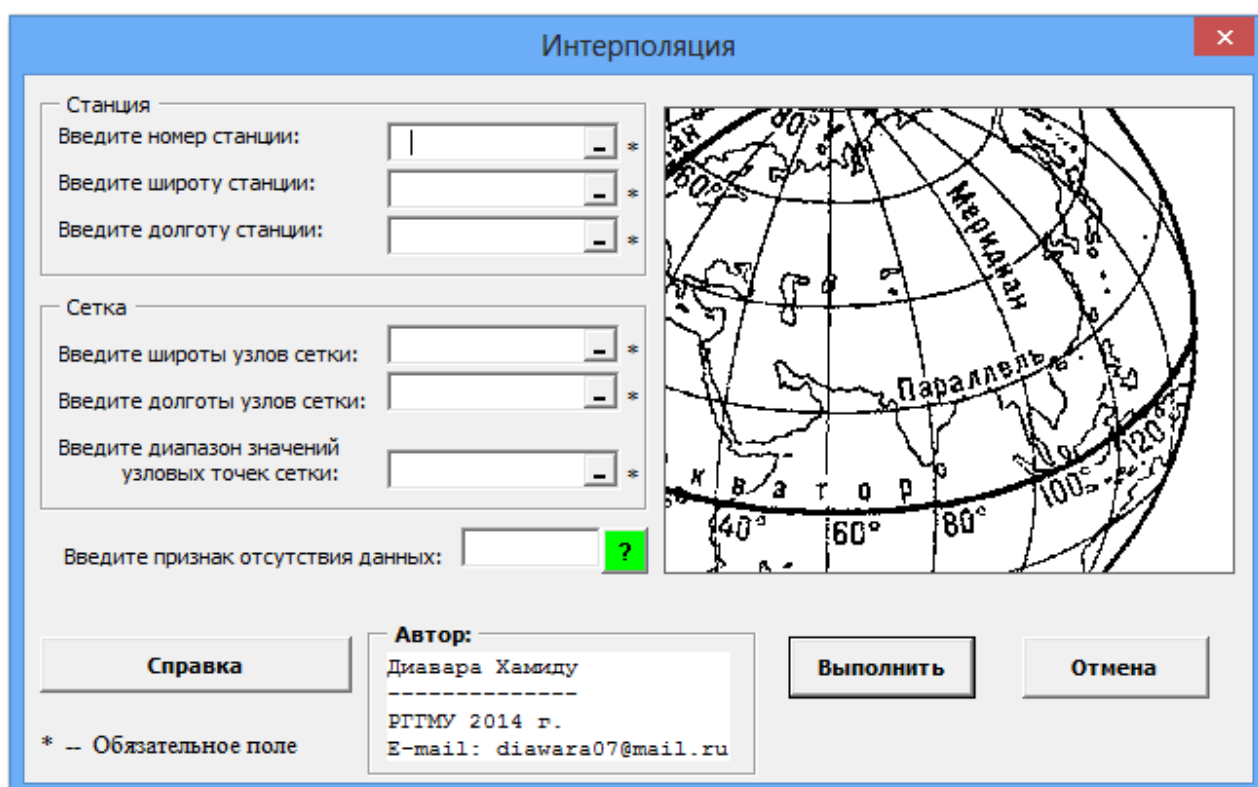 Интерполяция
Станция
Введите номер станции:
*
Введите широту станции:
*
Введите долготу станции:
*
Сетка
Введите широты узлов сетки:
*
Введите долготы узлов сетки:
*
Введите диапазон значений
узловых точек сетки:
*
Введите признак отсутствия данных:
?
80°
60°
Меридиан
Параллель
к в а т о р
40°
60°
80°
100°
120°
Справка
* -- Обязательное поле
Автор:
Диавара Хамиду
--------------
РГГМУ 2014 г.
E-mail: diawara07@mail.ru
Выполнить
Отмена